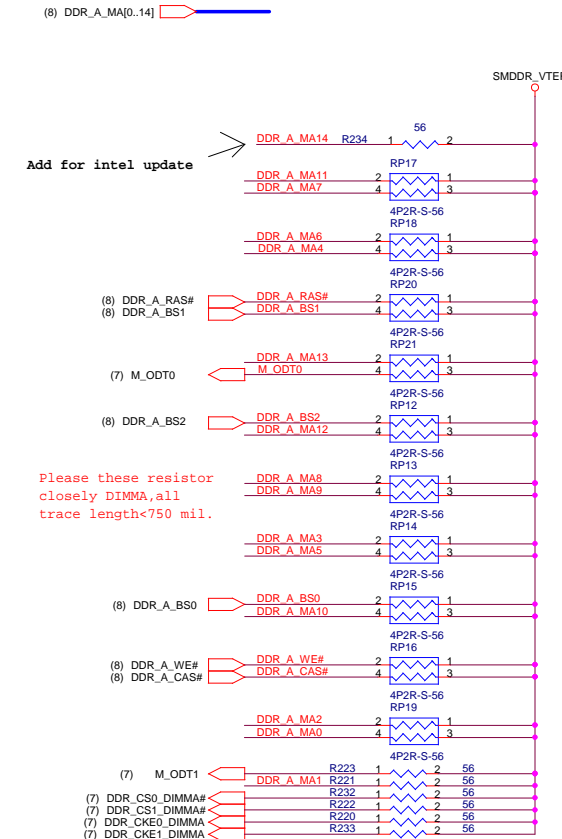 (8) DDR_A_MA[0..14]
SMDDR_VTE
DDR_A_MA14 R234 1 56 2
Add for intel update
RP17
DDR_A_MA11 2 1
DDR_A_MA7 4 3
4P2R-S-56
RP18
DDR_A_MA6 2 1
DDR_A_MA4 4 3
4P2R-S-56
RP20
(8) DDR_A_RAS# DDR_A_RAS# 2 1
(8) DDR_A_BS1 DDR_A_BS1 4 3
4P2R-S-56
RP21
DDR_A_MA13 2 1
(7) M_ODT0 M_ODT0 4 3
4P2R-S-56
RP12
(8) DDR_A_BS2 DDR_A_BS2 2 1
DDR_A_MA12 4 3
4P2R-S-56
RP13
Please these resistor
closely DIMMA,all
trace length<750 mil.
DDR_A_MA8 2 1
DDR_A_MA9 4 3
4P2R-S-56
RP14
DDR_A_MA3 2 1
DDR_A_MA5 4 3
4P2R-S-56
RP15
(8) DDR_A_BS0 DDR_A_BS0 2 1
DDR_A_MA10 4 3
4P2R-S-56
RP16
(8) DDR_A_WE# DDR_A_WE# 2 1
(8) DDR_A_CAS# DDR_A_CAS# 4 3
4P2R-S-56
RP19
DDR_A_MA2 2 1
DDR_A_MA0 4 3
4P2R-S-56
(7) M_ODT1 R223 1 2 56
DDR_A_MA1 R221 1 2 56
(7) DDR_CS0_DIMMA# R232 1 2 56
(7) DDR_CS1_DIMMA# R222 1 2 56
(7) DDR_CKE0_DIMMA R220 1 2 56
(7) DDR_CKE1_DIMMA R233 1 2 56